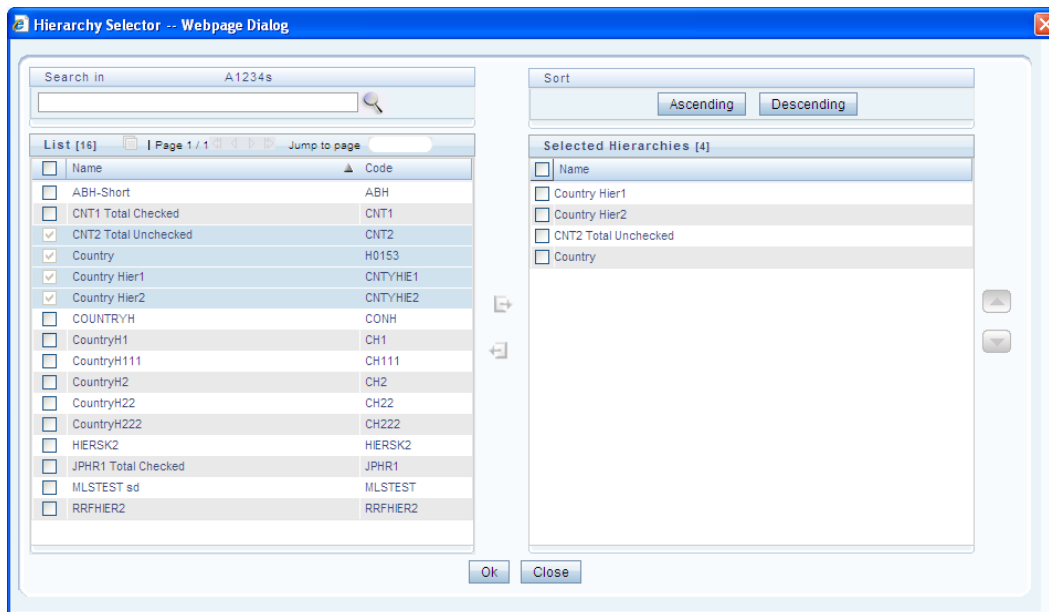 Hierarchy Selector -- Webpage Dialog
Search in A1234s
List [16] | Page 1 / 1 Jump to page
Name Code
ABH-Short ABH
CNT1 Total Checked CNT1
CNT2 Total Unchecked CNT2
Country H0153
Country Hier1 CNTYHIE1
Country Hier2 CNTYHIE2
COUNTRYH CONH
CountryH1 CH1
CountryH111 CH111
CountryH2 CH2
CountryH22 CH22
CountryH222 CH222
HIERSK2 HIERSK2
JPHR1 Total Checked JPHR1
MLSTEST sd MLSTEST
RRFHIER2 RRFHIER2
Sort
Ascending Descending
Selected Hierarchies [4]
Name
Country Hier1
Country Hier2
CNT2 Total Unchecked
Country
Ok Close